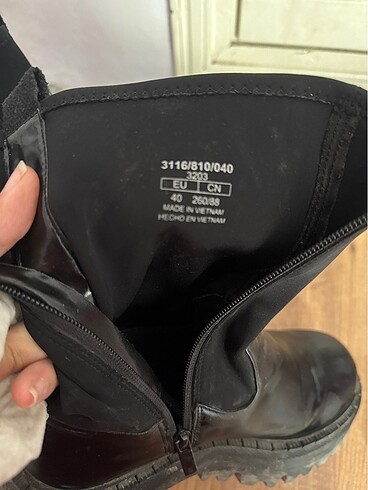 3116/810/040
3203
EU CN
40 260/88
MADE IN VIETNAM
HECHO EN VIETNAM